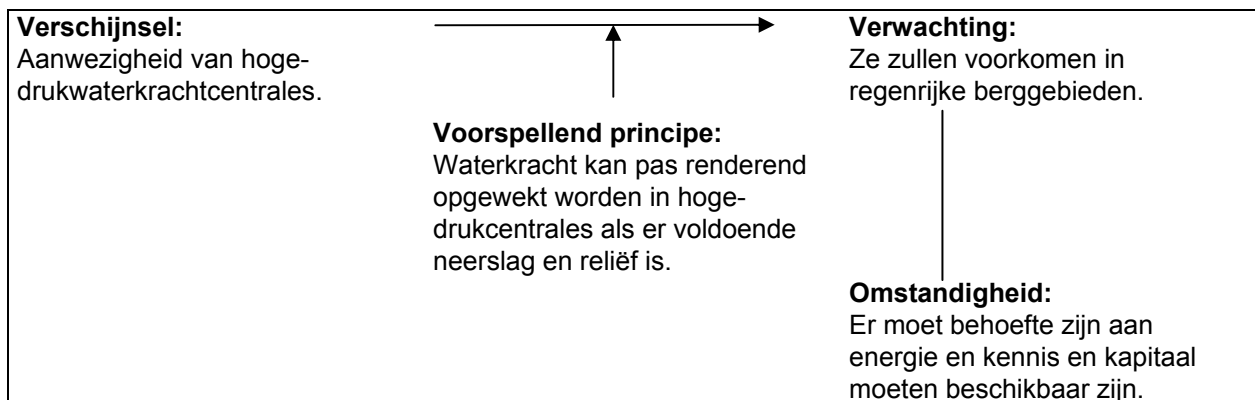 Verschijnsel:
Aanwezigheid van hoge-
drukwaterkrachtcentrales.
Voorspellend principe:
Waterkracht kan pas renderend
opgewekt worden in hoge-
drukcentrales als er voldoende
neerslag en reliëf is.
Verwachting:
Ze zullen voorkomen in
regenrijke berggebieden.
Omstandigheid:
Er moet behoefte zijn aan
energie en kennis en kapitaal
moeten beschikbaar zijn.